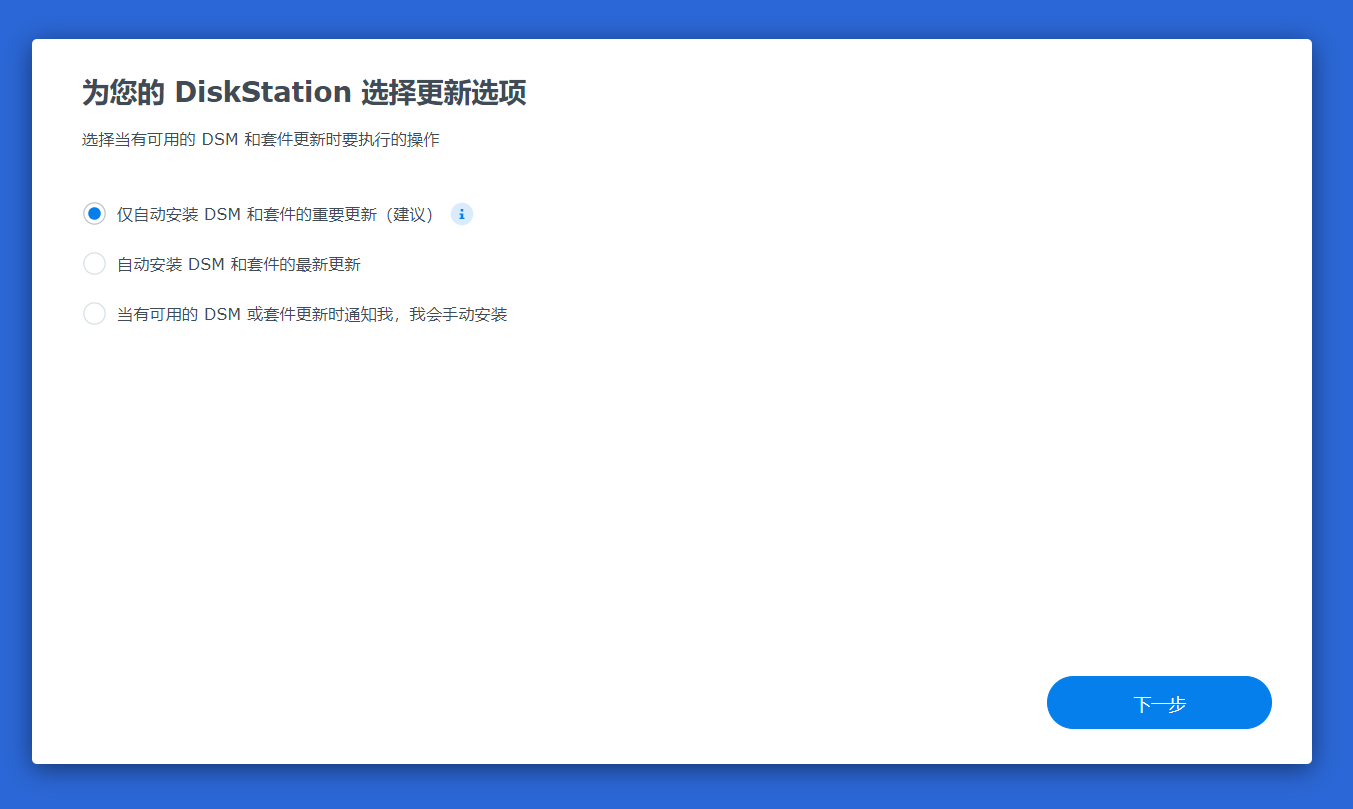 为您的 DiskStation 选择更新选项
选择当有可用的 DSM 和套件更新时要执行的操作
仅自动安装 DSM 和套件的重要更新（建议） i
自动安装 DSM 和套件的最新更新
当有可用的 DSM 或套件更新时通知我，我会手动安装
下一步